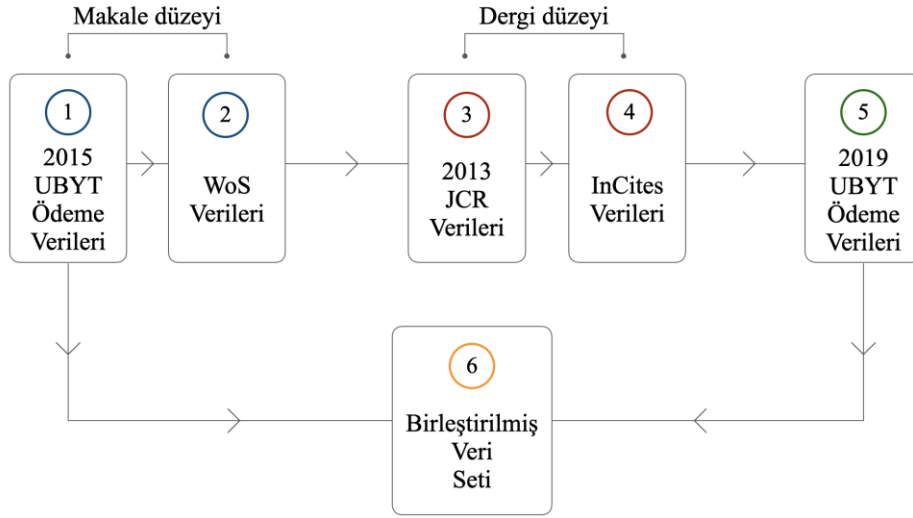 Makale düzeyi
Dergi düzeyi
1
2015
UBYT
Ödeme
Verileri
2
WoS
Verileri
3
2013
JCR
Verileri
4
InCites
Verileri
5
2019
UBYT
Ödeme
Verileri
6
Birleştirilmiş
Veri
Seti